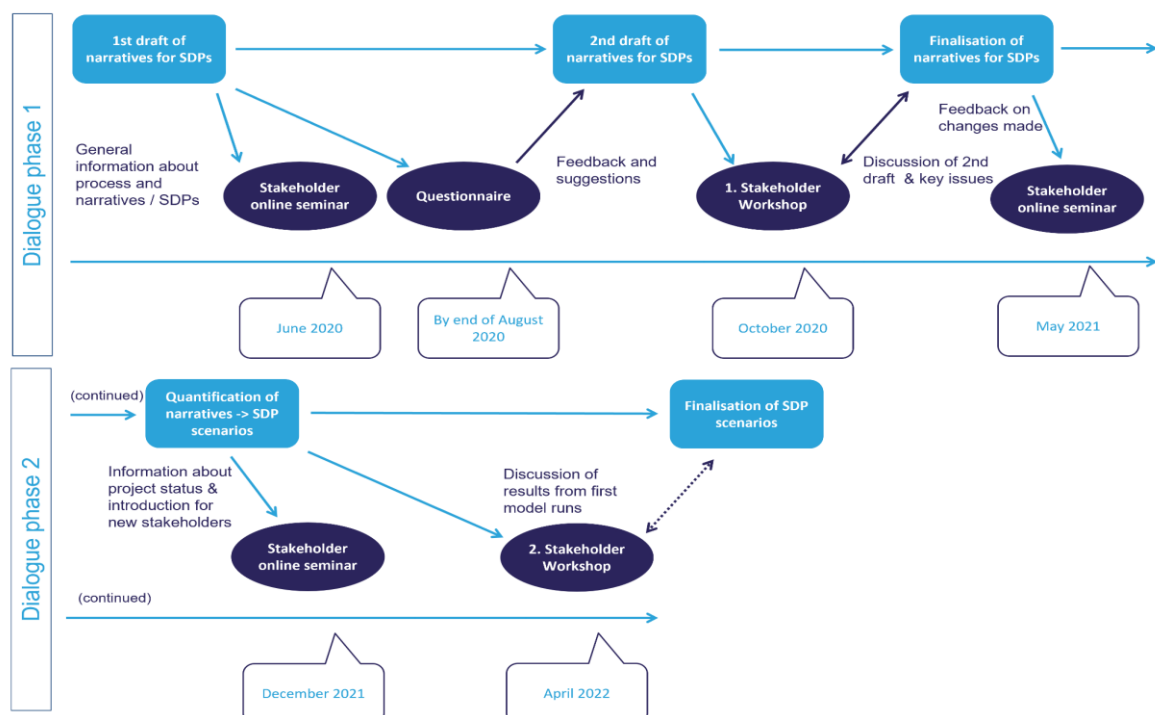 Dialogue phase 1
1st draft of
narratives for SDPs
2nd draft of
narratives for SDPs
Finalisation of
narratives for SDPs
General
information about
process and
narratives / SDPs
Stakeholder
online seminar
Questionnaire
Feedback and
suggestions
1. Stakeholder
Workshop
Discussion of 2nd
draft & key issues
Feedback on
changes made
Stakeholder
online seminar
June 2020
By end of August
2020
October 2020
May 2021
Dialogue phase 2
(continued)
Quantification of
narratives -> SDP
scenarios
Finalisation of SDP
scenarios
Information about
project status &
introduction for
new stakeholders
Stakeholder
online seminar
Discussion of
results from first
model runs
2. Stakeholder
Workshop
(continued)
December 2021
April 2022